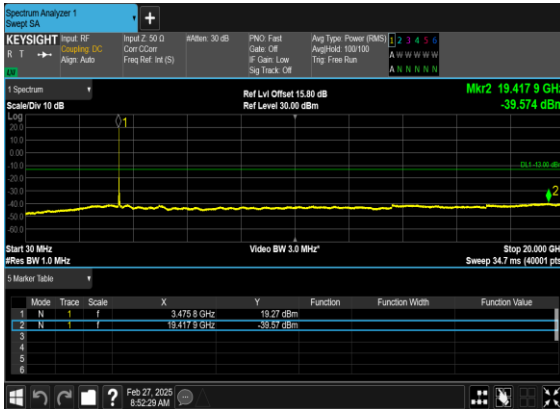 Spectrum Analyzer 1
Swept SA
+
KEYSIGHT Input: RF
R T Coupling: DC
Align: Auto
LXI
Input Z: 50 Ω
Corr CCorr
Freq Ref: Int (S)
#Atten: 30 dB
PNO: Fast
Gate: Off
IF Gain: Low
Sig Track: Off
Avg Type: Power (RMS)
Avg|Hold: 100/100
Trig: Free Run
1 2 3 4 5 6
A W W W W W
A N N N N N
1 Spectrum
Scale/Div 10 dB
Ref Lvl Offset 15.80 dB
Ref Level 30.00 dBm
Mkr2 19.417 9 GHz
-39.574 dBm
Log
20.0
10.0
0.00
-10.0
-20.0
-30.0
-40.0
-50.0
-60.0
1
DL1 -13.00 dBm
2
Start 30 MHz
#Res BW 1.0 MHz
Video BW 3.0 MHz*
Stop 20.000 GHz
Sweep 34.7 ms (40001 pts)
5 Marker Table
Mode Trace Scale X Y Function Function Width Function Value
1 N 1 f 3.475 8 GHz 19.27 dBm
2 N 1 f 19.417 9 GHz -39.57 dBm
3
4
5
6
? Feb 27, 2025
8:52:29 AM